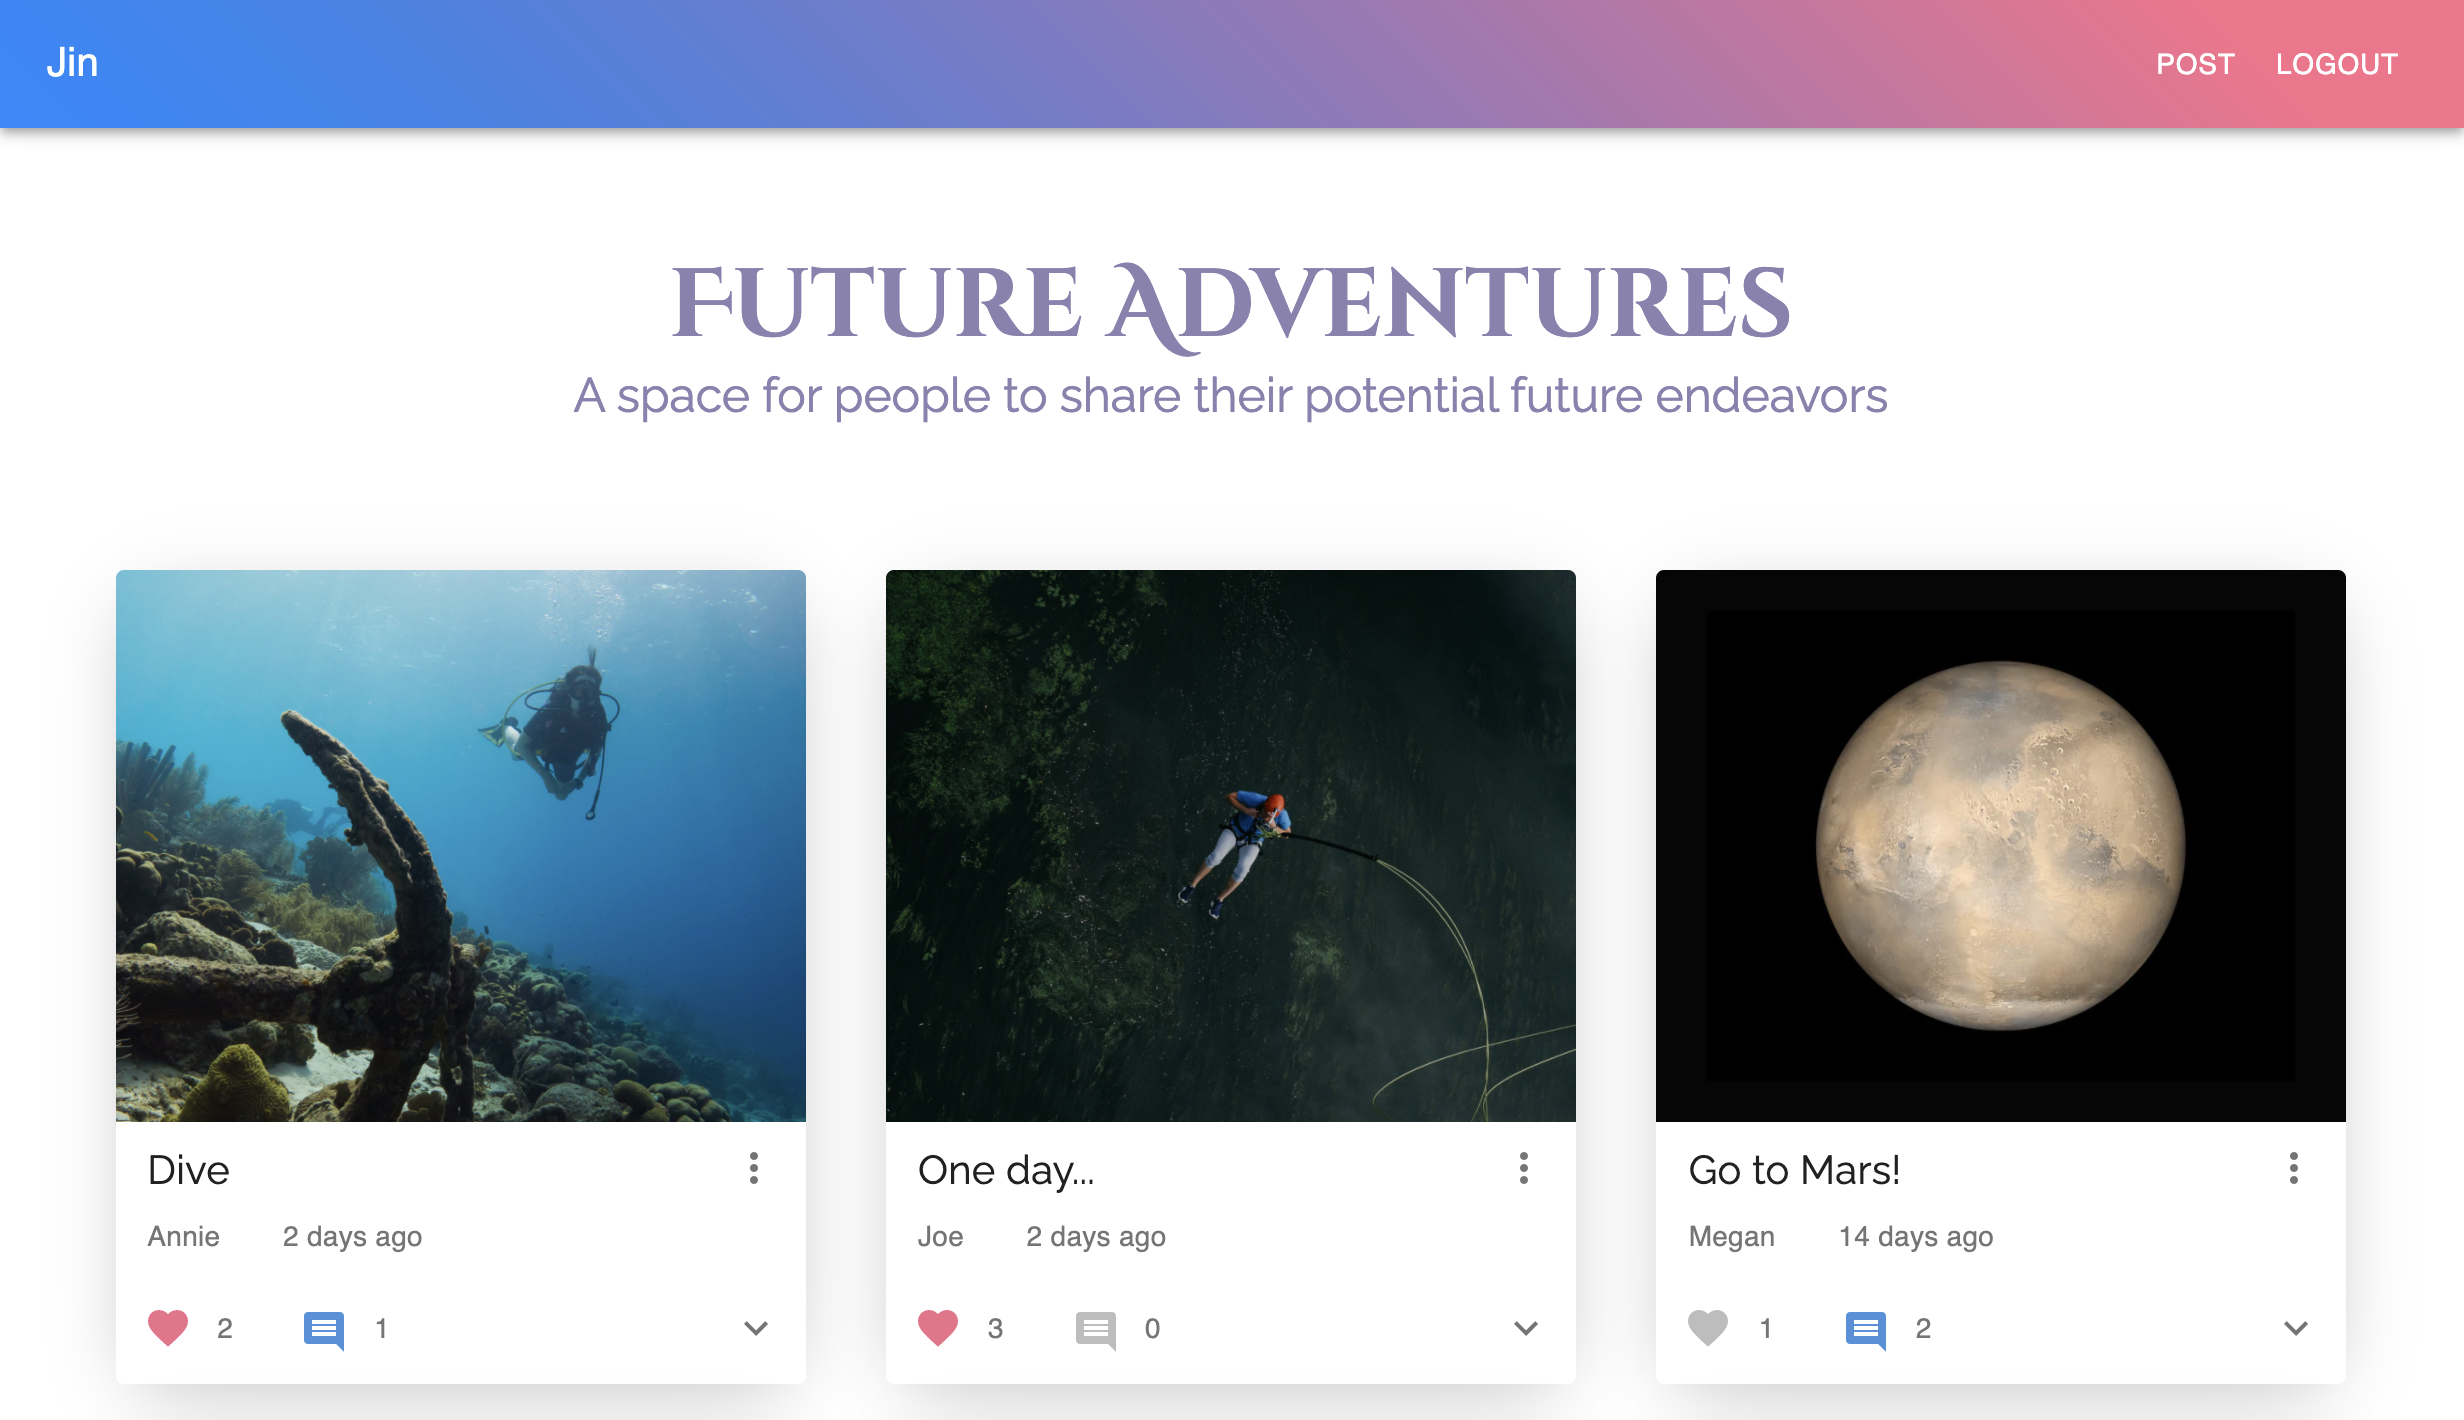 Jin POST LOGOUT
Future Adventures
A space for people to share their potential future endeavors
Dive
Annie 2 days ago
2 1
One day...
Joe 2 days ago
3 0
Go to Mars!
Megan 14 days ago
1 2